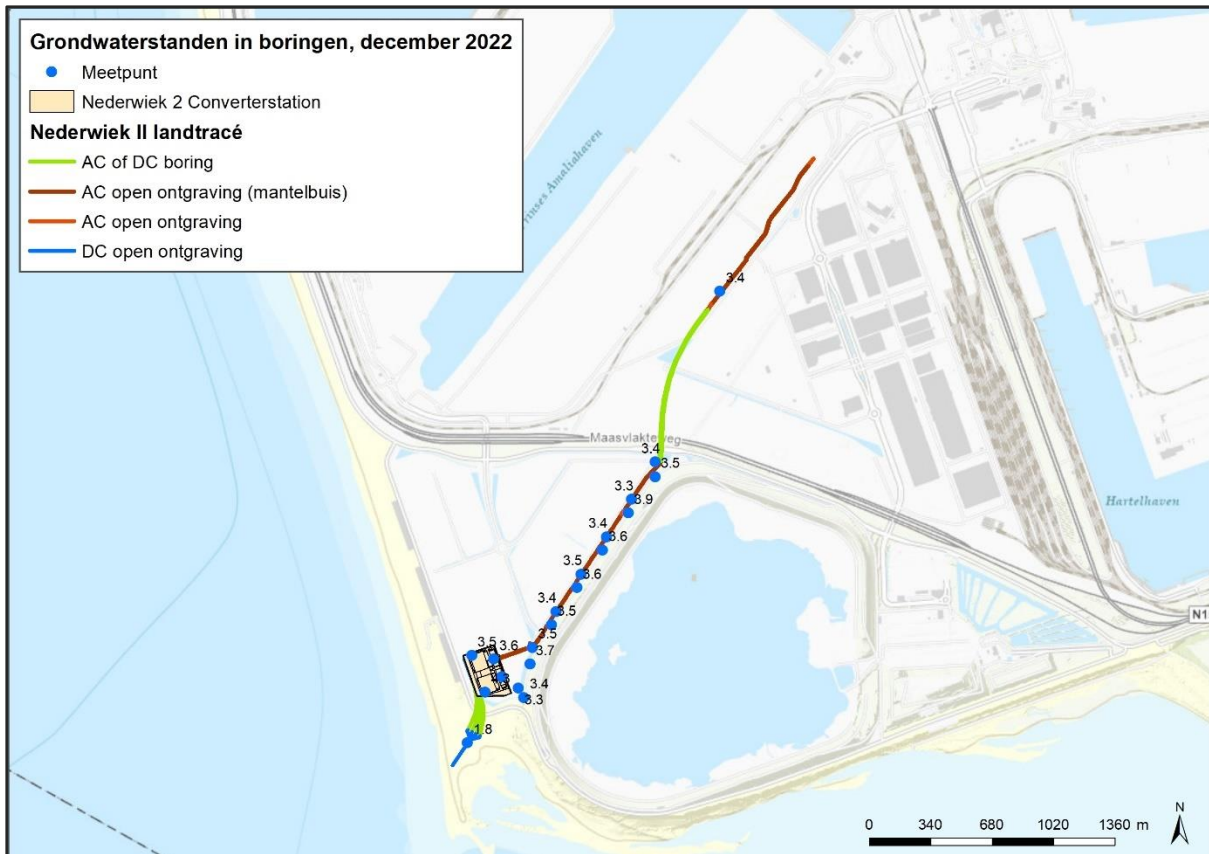 Grondwaterstanden in boringen, december 2022
Meetpunt
Nederwiek 2 Converterstation
Nederwiek II landtracé
AC of DC boring
AC open ontgraving (mantelbuis)
AC open ontgraving
DC open ontgraving
Amaliahaven
3.4
Maasvlakteweg
3.4
3.5
3.3
3.9
Hartelhaven
3.4
3.6
3.5
3.6
3.4
3.5
3.5
3.7
3.5
3.6
3.4
3.3
1.8
N
0 340 680 1020 1360 m